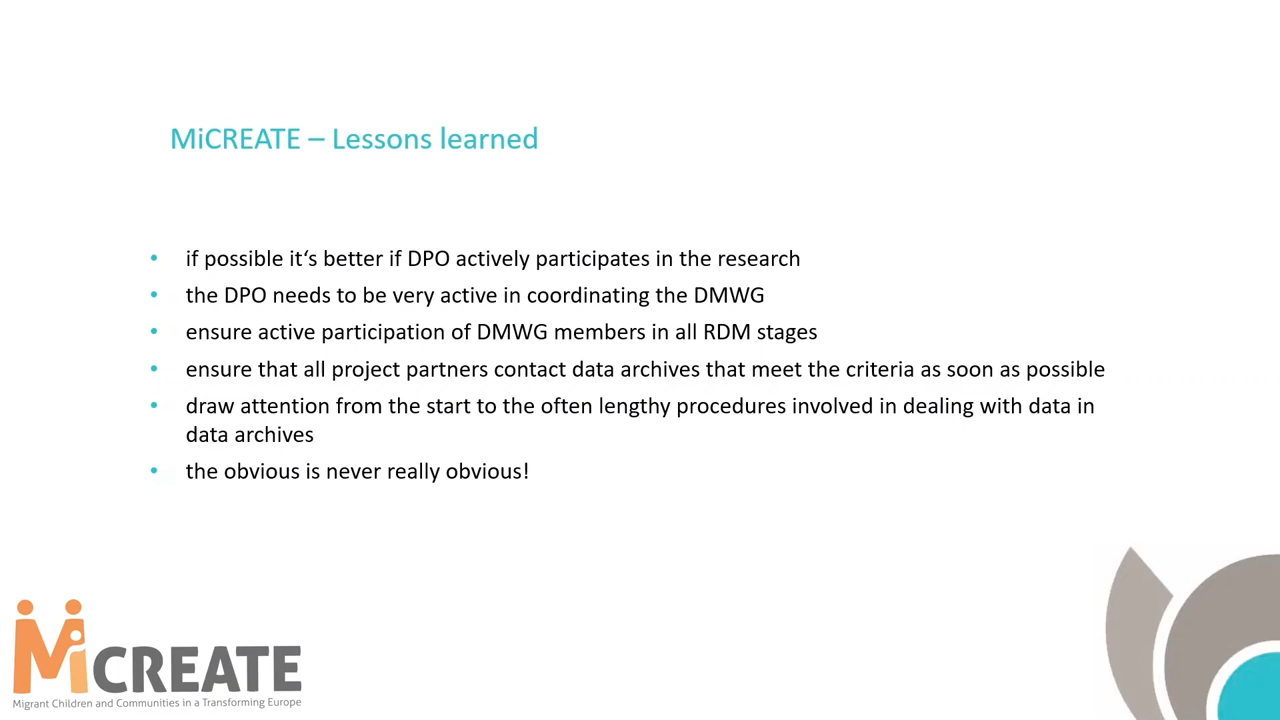 MiCREATE – Lessons learned
• if possible it‘s better if DPO actively participates in the research
• the DPO needs to be very active in coordinating the DMWG
• ensure active participation of DMWG members in all RDM stages
• ensure that all project partners contact data archives that meet the criteria as soon as possible
• draw attention from the start to the often lengthy procedures involved in dealing with data in
data archives
• the obvious is never really obvious!
MiCREATE
Migrant Children and Communities in a Transforming Europe